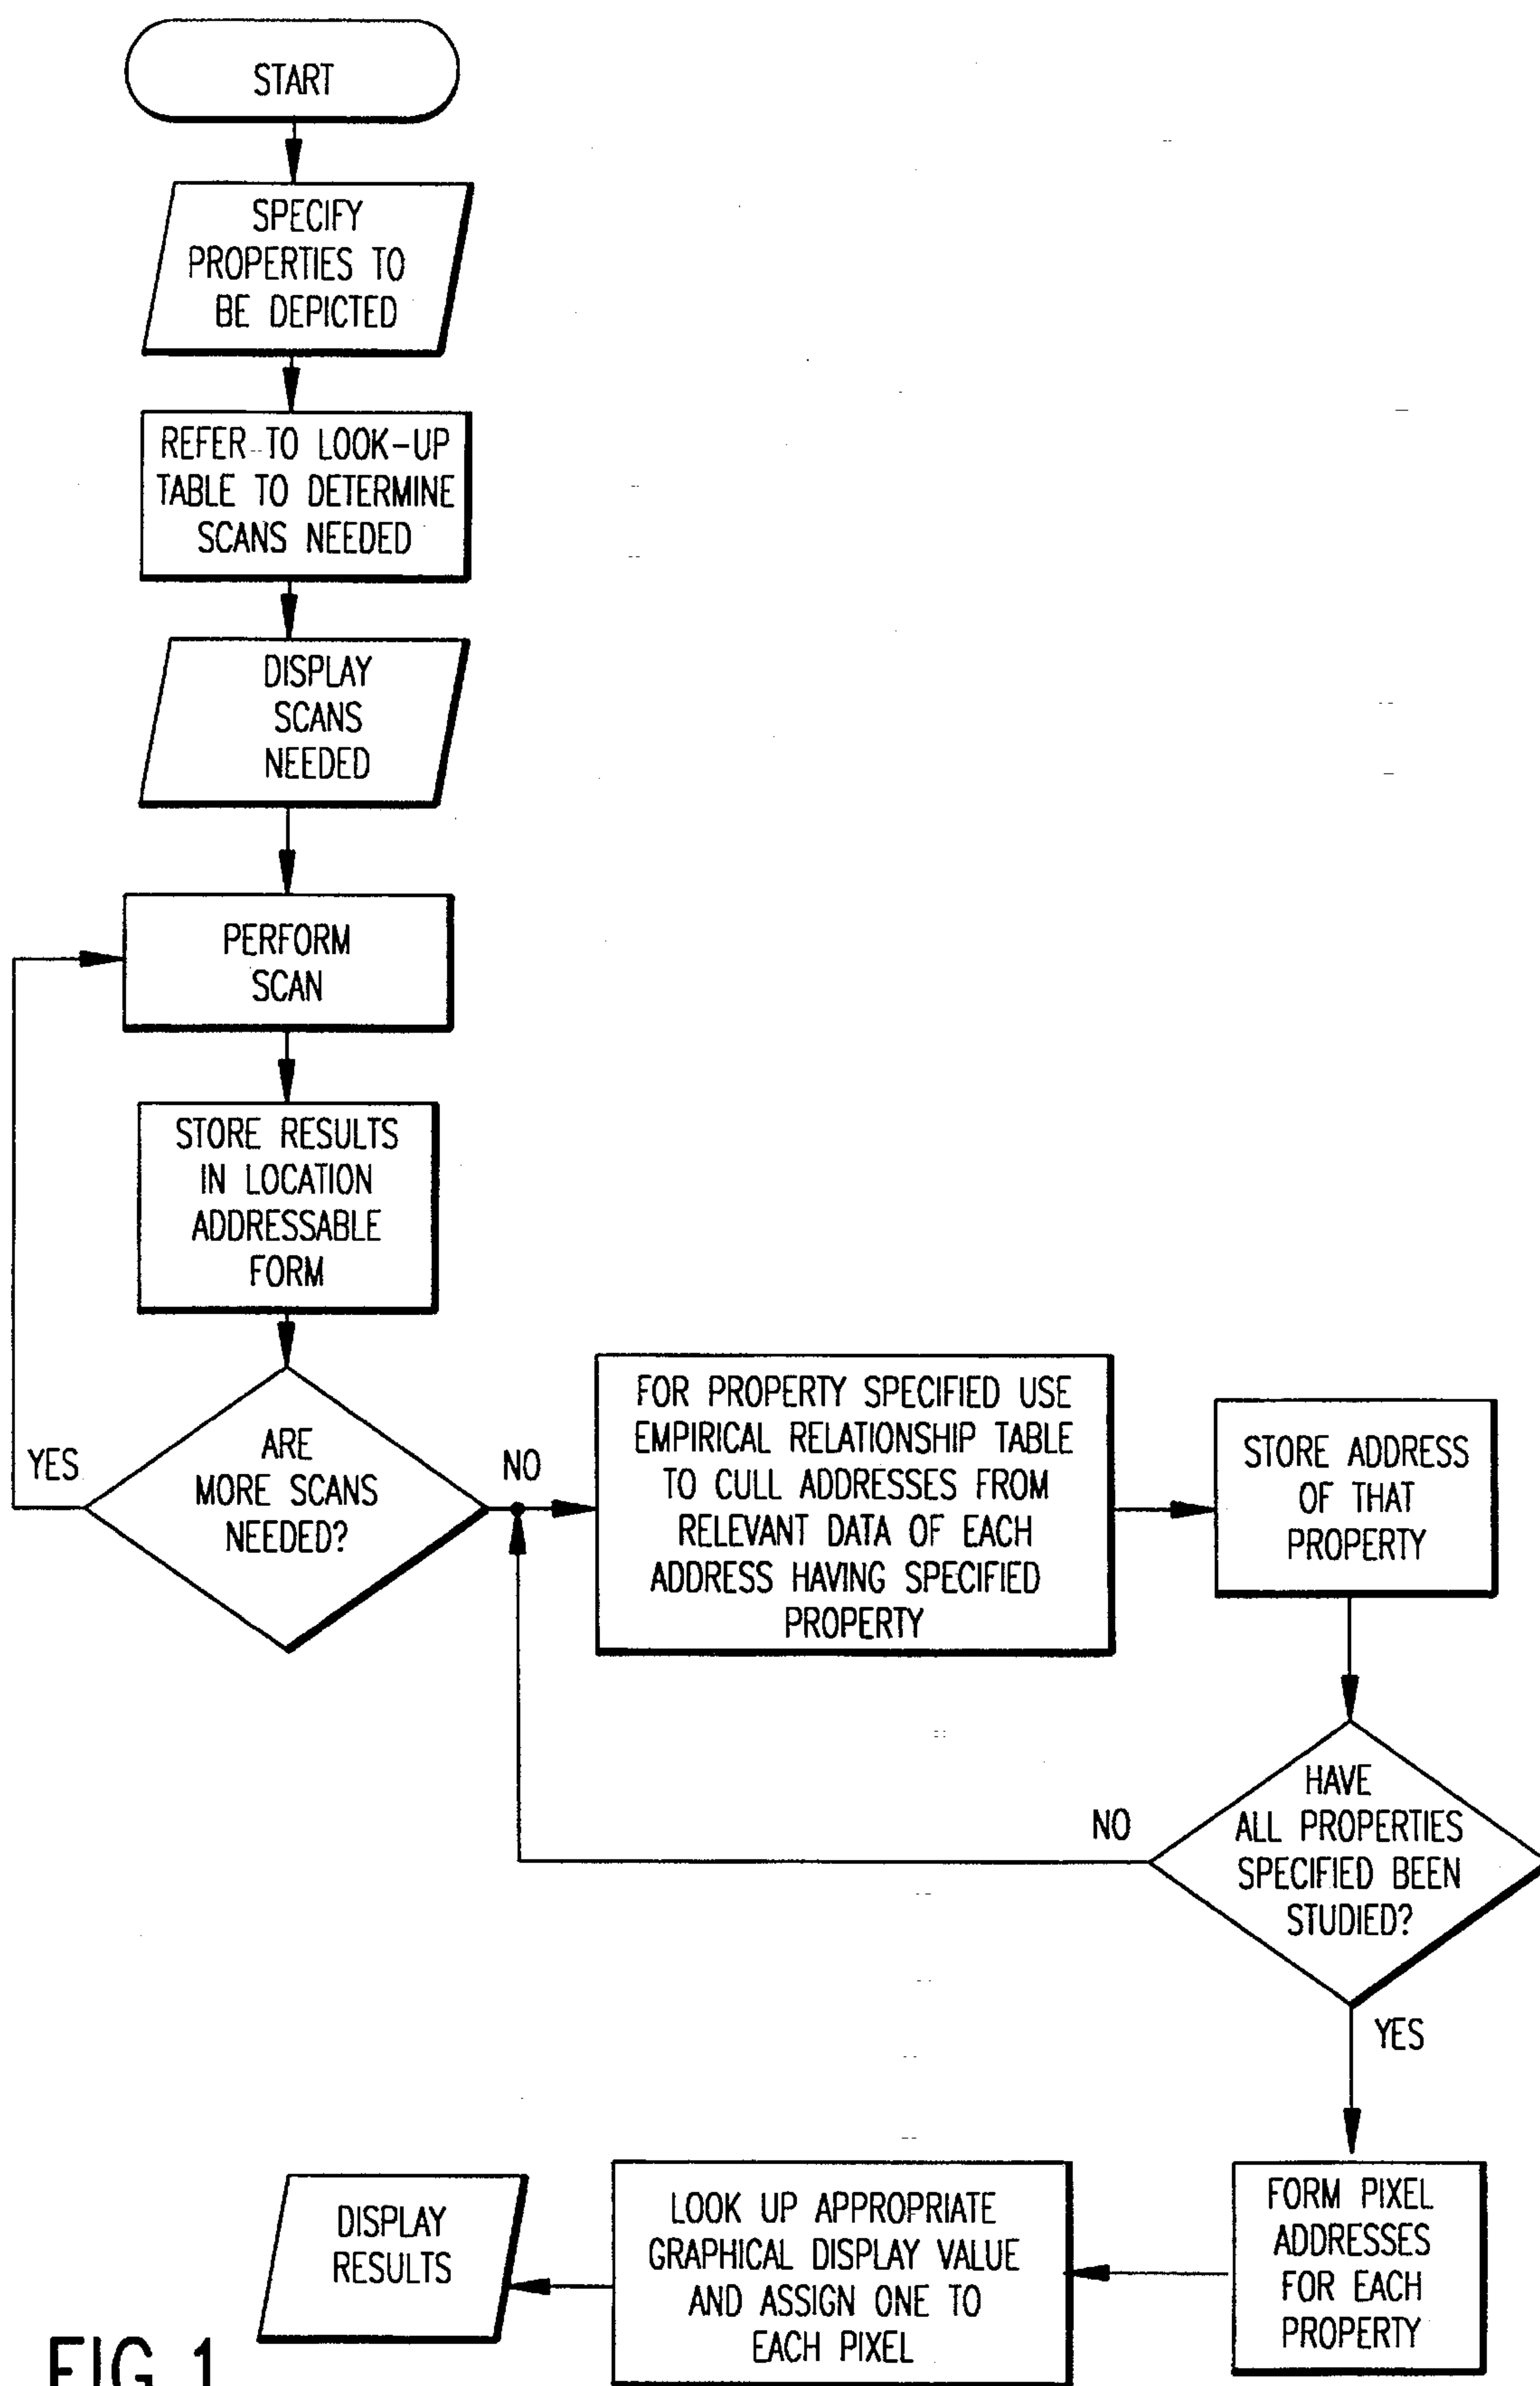 START
SPECIFY
PROPERTIES TO
BE DEPICTED
REFER TO LOOK-UP
TABLE TO DETERMINE
SCANS NEEDED
DISPLAY
SCANS
NEEDED
PERFORM
SCAN
STORE RESULTS
IN LOCATION
ADDRESSABLE
FORM
ARE
MORE SCANS
NEEDED?
YES
NO
FOR PROPERTY SPECIFIED USE
EMPIRICAL RELATIONSHIP TABLE
TO CULL ADDRESSES FROM
RELEVANT DATA OF EACH
ADDRESS HAVING SPECIFIED
PROPERTY
STORE ADDRESS
OF THAT
PROPERTY
HAVE
ALL PROPERTIES
SPECIFIED BEEN
STUDIED?
NO
YES
FORM PIXEL
ADDRESSES
FOR EACH
PROPERTY
LOOK UP APPROPRIATE
GRAPHICAL DISPLAY VALUE
AND ASSIGN ONE TO
EACH PIXEL
DISPLAY
RESULTS
FIG. 1